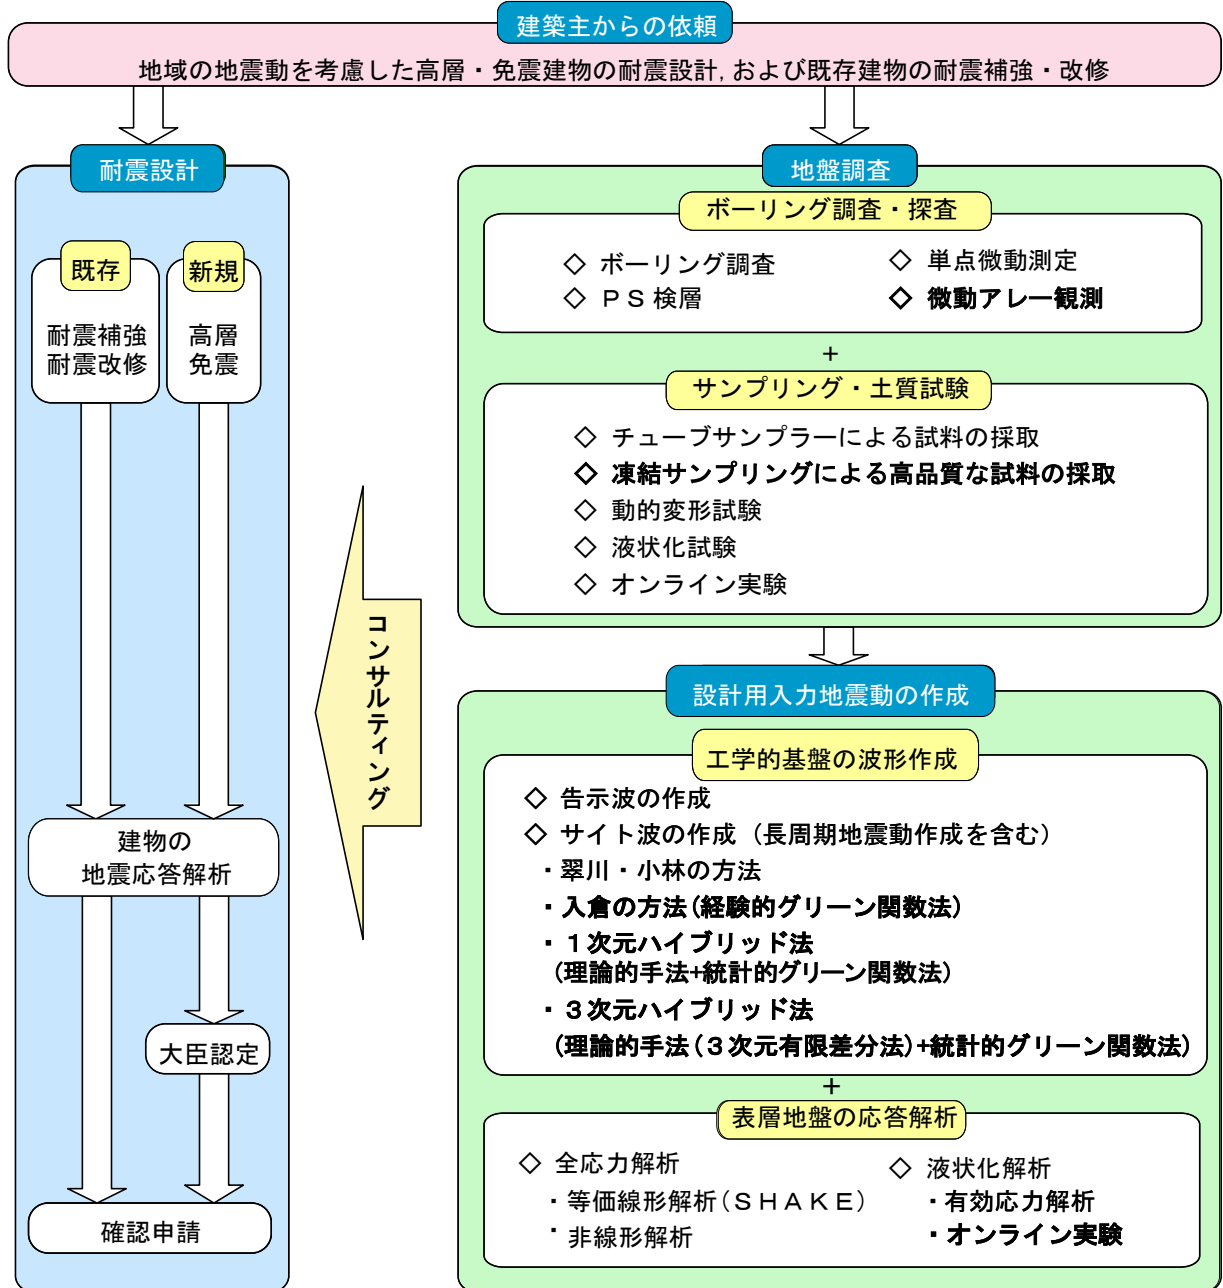 建築主からの依頼
地域の地震動を考慮した高層・免震建物の耐震設計,および既存建物の耐震補強・改修
耐震設計
既存
耐震補強
耐震改修
新規
高層
免震
建物の
地震応答解析
大臣認定
確認申請
コンサルティング
地盤調査
ボーリング調査・探査
◇ ボーリング調査
◇ PS検層
◇ 単点微動測定
◇ 微動アレー観測
+
サンプリング・土質試験
◇ チューブサンプラーによる試料の採取
◇ 凍結サンプリングによる高品質な試料の採取
◇ 動的変形試験
◇ 液状化試験
◇ オンライン実験
設計用入力地震動の作成
工学的基盤の波形作成
◇ 告示波の作成
◇ サイト波の作成(長周期地震動作成を含む)
・翠川・小林の方法
・入倉の方法(経験的グリーン関数法)
・1次元ハイブリッド法
(理論的手法+統計的グリーン関数法)
・3次元ハイブリッド法
(理論的手法(3次元有限差分法)+統計的グリーン関数法)
+
表層地盤の応答解析
◇ 全応力解析
・等価線形解析(SHAKE)
・非線形解析
◇ 液状化解析
・有効応力解析
・オンライン実験